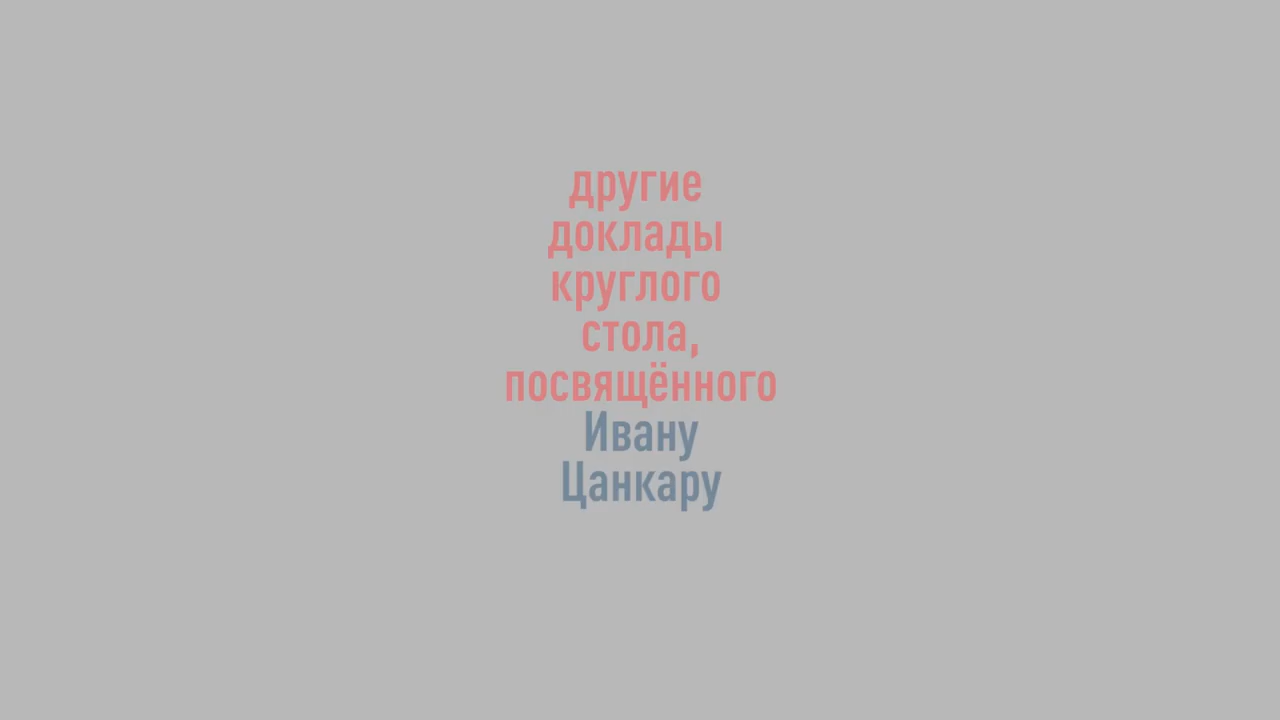 другие
доклады
круглого
стола,
посвящённого
Ивану
Цанкару